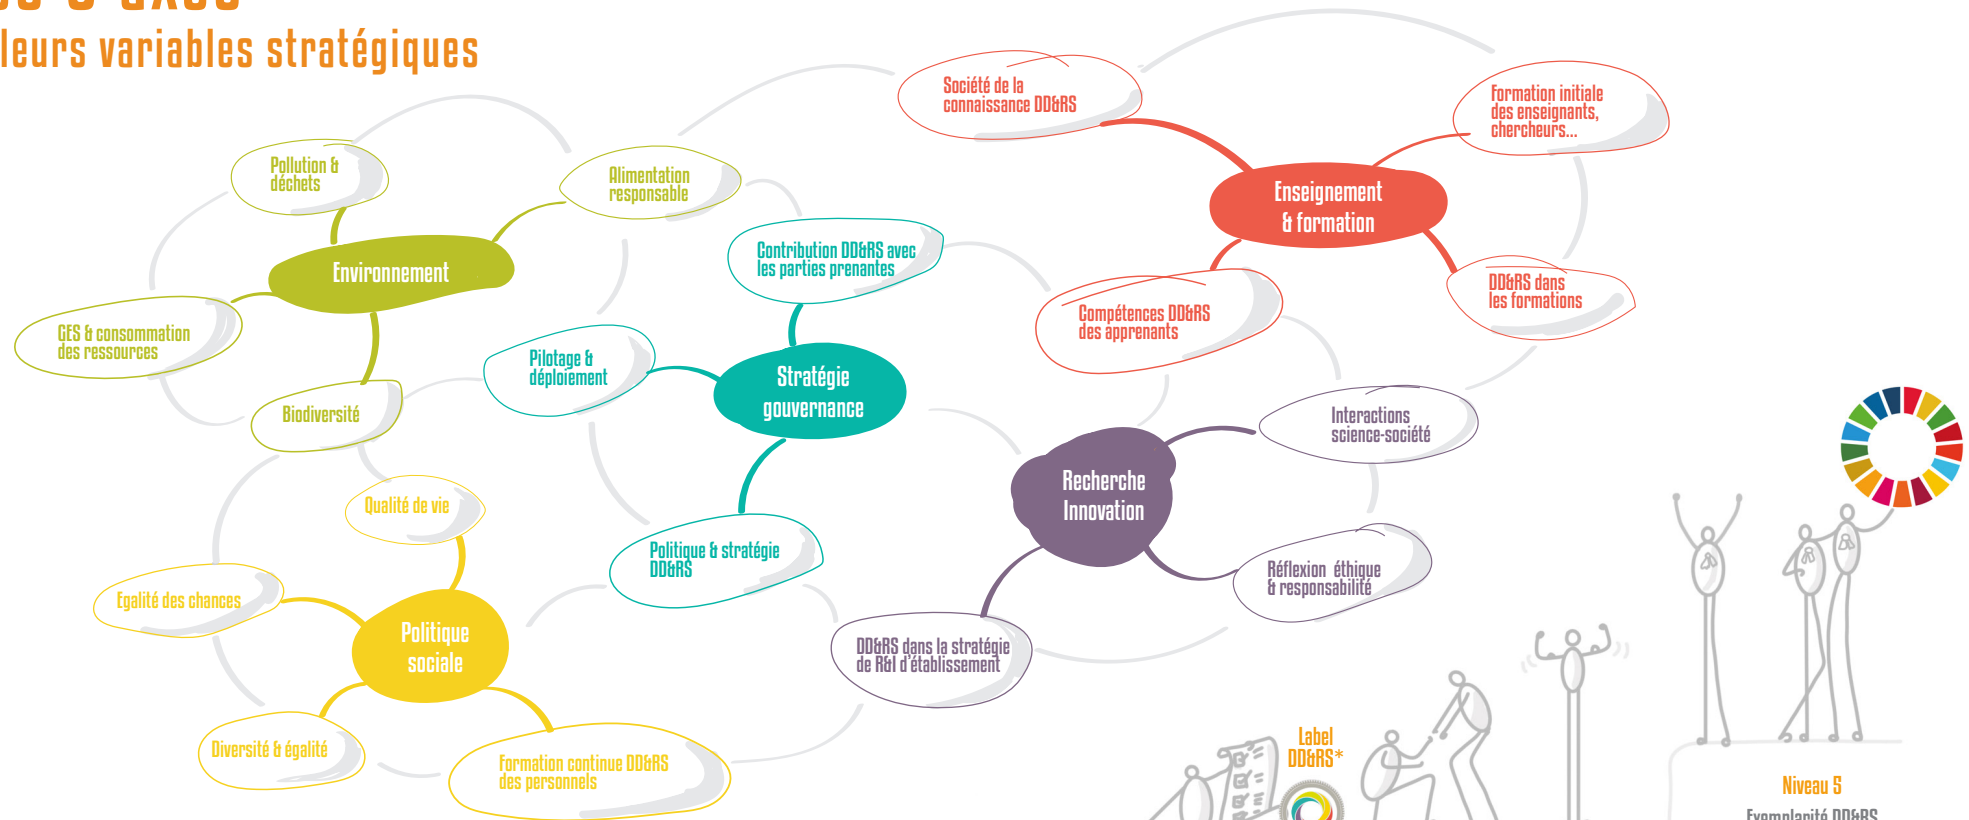 leurs variables stratégiques
Société de la
connaissance DD&RS
Formation initiale
des enseignants,
chercheurs...
Enseignement
& formation
Compétences DD&RS
des apprenants
DD&RS dans
les formations
Pollution &
déchets
Alimentation
responsable
Environnement
GES & consommation
des ressources
Biodiversité
Contribution DD&RS avec
les parties prenantes
Pilotage &
déploiement
Stratégie
gouvernance
Politique & stratégie
DD&RS
Interactions
science-société
Recherche
Innovation
Réflexion éthique
& responsabilité
DD&RS dans la stratégie
de R&I d'établissement
Qualité de vie
Egalité des chances
Politique
sociale
Diversité & égalité
Formation continue DD&RS
des personnels
Label
DD&RS*
Niveau 5
Exemplarité DD&RS